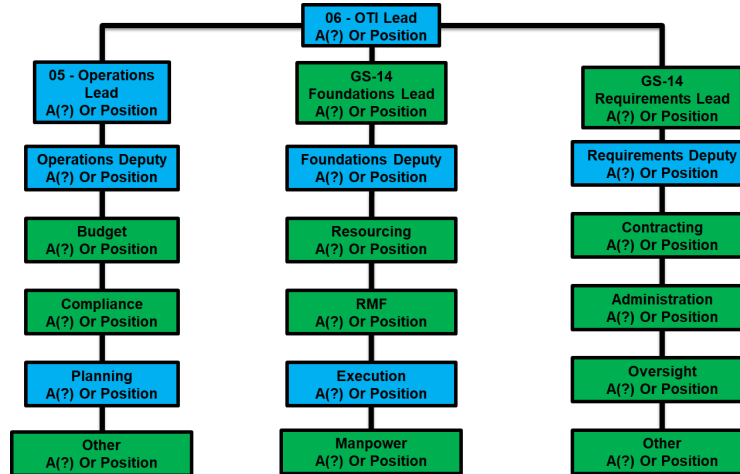 06 - OTI Lead
A(?) Or Position
05 - Operations
Lead
A(?) Or Position
Operations Deputy
A(?) Or Position
Budget
A(?) Or Position
Compliance
A(?) Or Position
Planning
A(?) Or Position
Other
A(?) Or Position
GS-14
Foundations Lead
A(?) Or Position
Foundations Deputy
A(?) Or Position
Resourcing
A(?) Or Position
RMF
A(?) Or Position
Execution
A(?) Or Position
Manpower
A(?) Or Position
GS-14
Requirements Lead
A(?) Or Position
Requirements Deputy
A(?) Or Position
Contracting
A(?) Or Position
Administration
A(?) Or Position
Oversight
A(?) Or Position
Other
A(?) Or Position